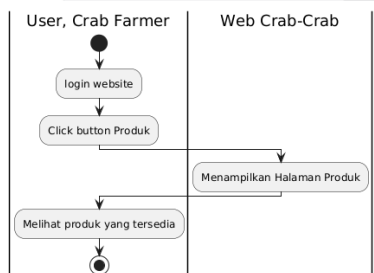 User, Crab Farmer
Web Crab-Crab
login website
Click button Produk
Menampilkan Halaman Produk
Melihat produk yang tersedia